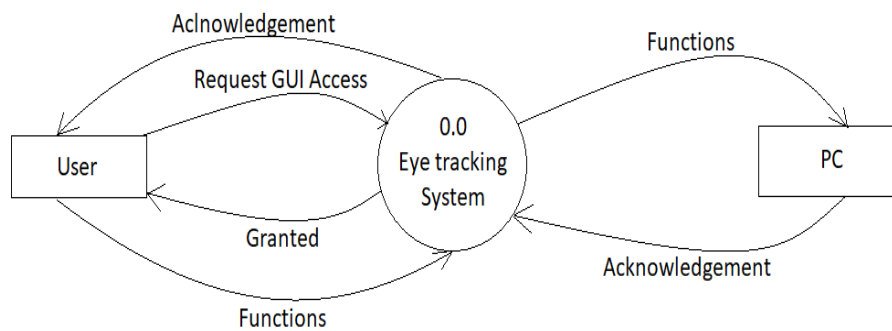 Aclnowledgement
Functions
Request GUI Access
0.0
Eye tracking
System
User
PC
Granted
Acknowledgement
Functions